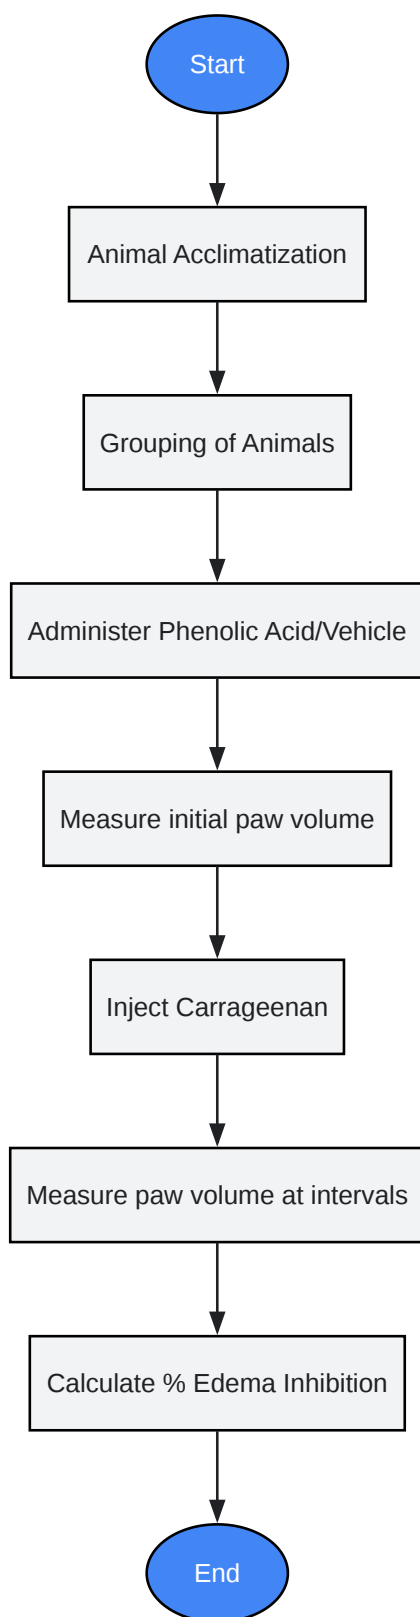 Start
Animal Acclimatization
Grouping of Animals
Administer Phenolic Acid/Vehicle
Measure initial paw volume
Inject Carrageenan
Measure paw volume at intervals
Calculate % Edema Inhibition
End